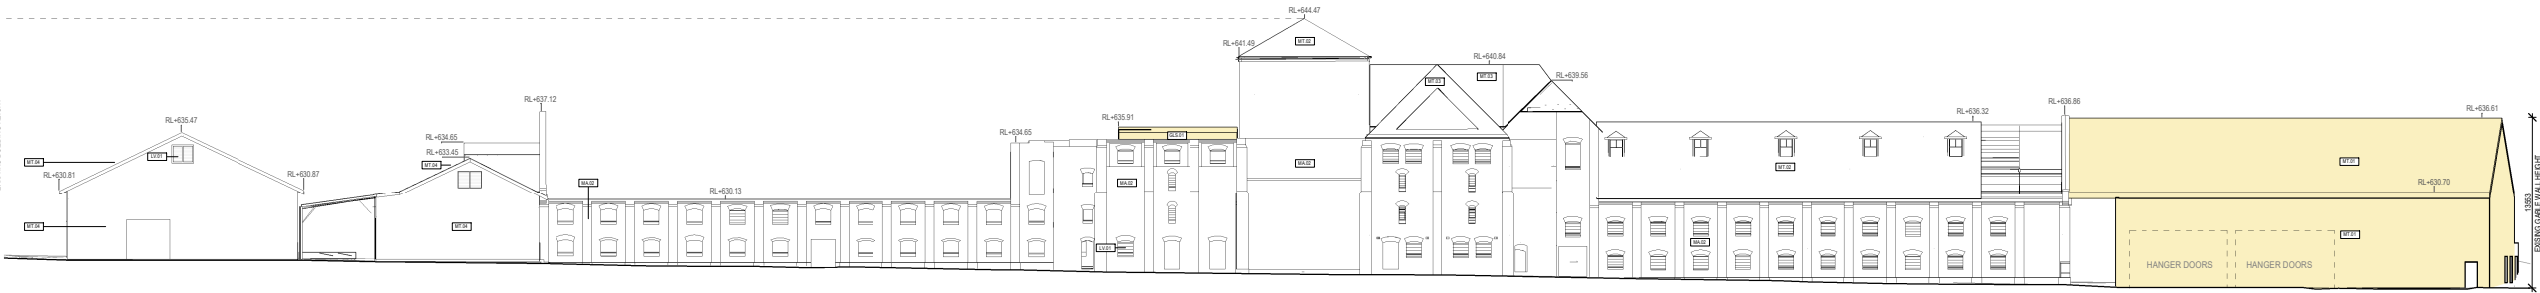 RL+644.47
MT.02
RL+641.49
RL+640.84
MT.03
MT.03
RL+639.56
RL+637.12
RL+636.86
RL+636.61
RL+636.32
RL+635.91
GLS.01
RL+635.47
RL+634.65
RL+634.65
RL+633.45
LV.01
MT.04
MT.04
RL+630.81
RL+630.87
MA.02
RL+630.13
MA.02
MA.02
MT.02
MT.01
RL+630.70
MT.04
MT.04
LV.01
MA.02
MT.01
HANGER DOORS
HANGER DOORS
13553
EXISING GABLE WALL HEIGHT